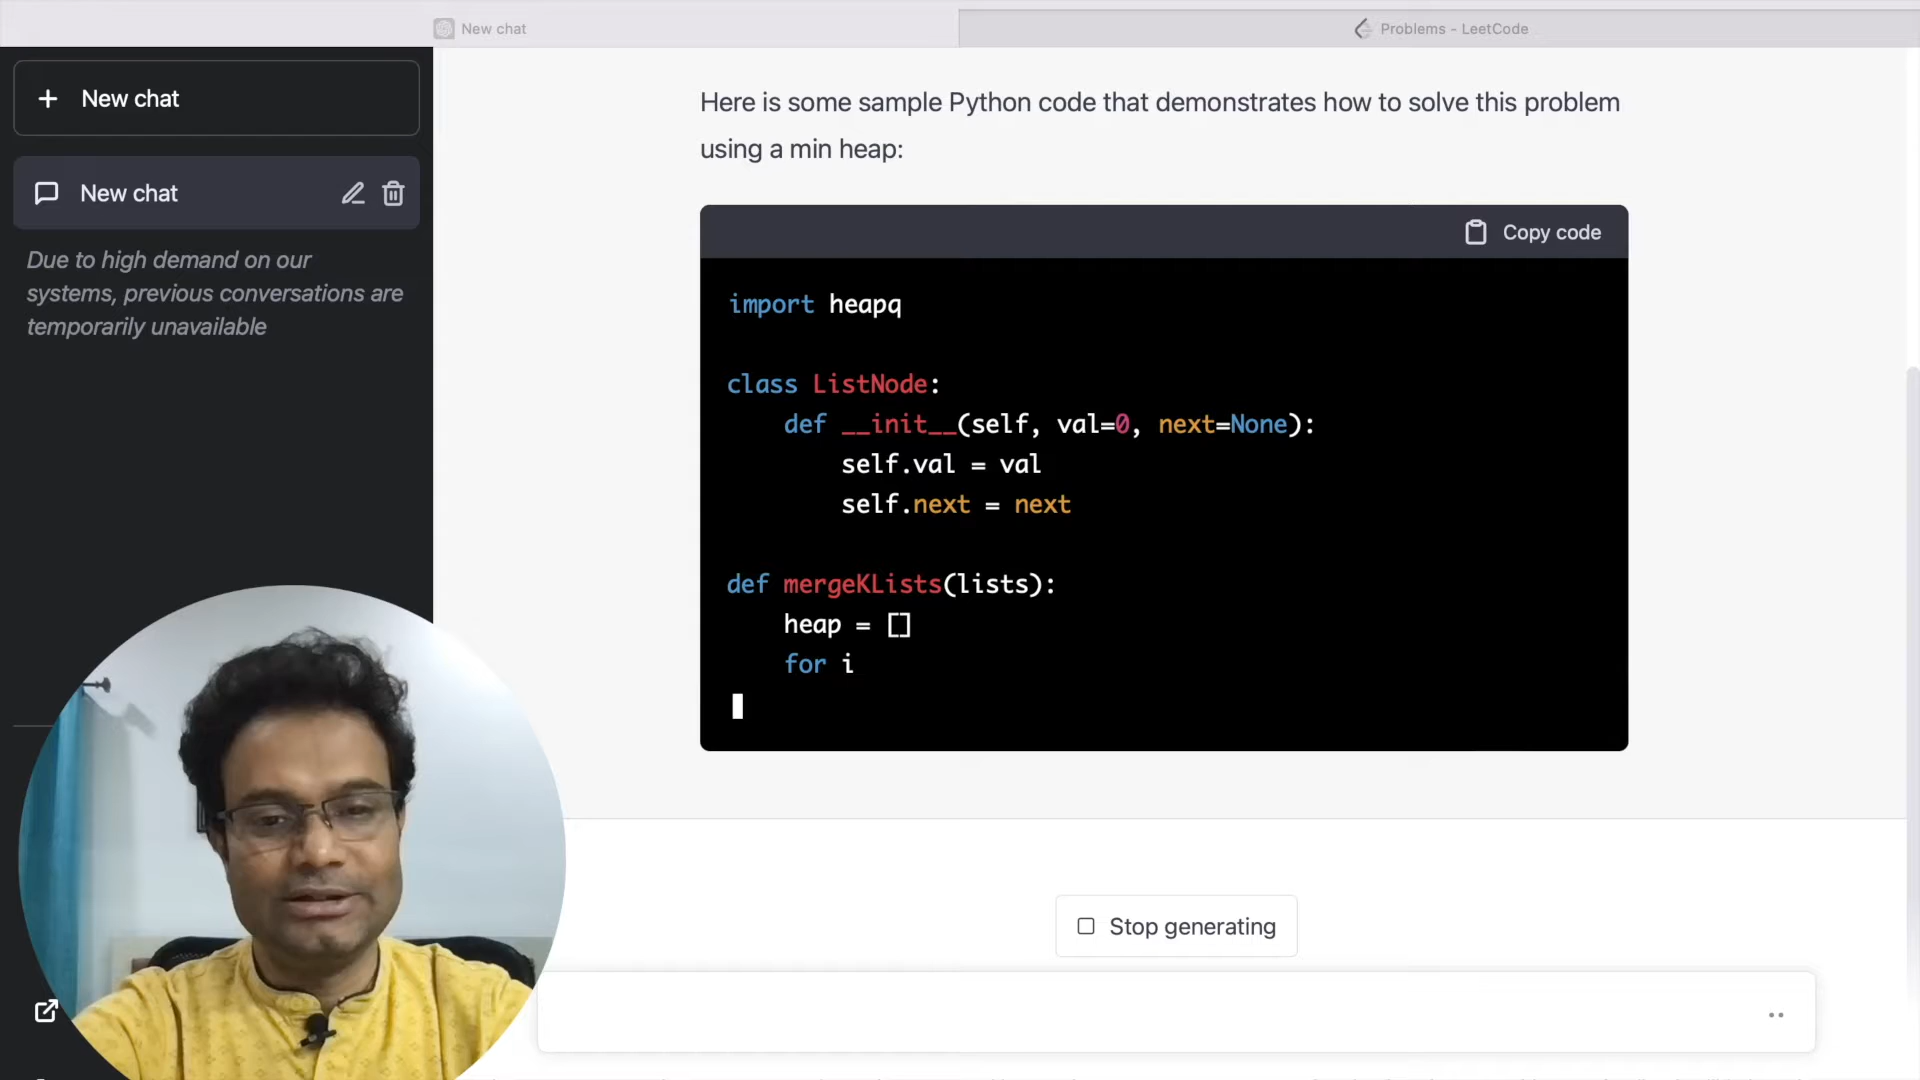 New chat
Problems - LeetCode
New chat
New chat
Due to high demand on our
systems, previous conversations are
temporarily unavailable
Here is some sample Python code that demonstrates how to solve this problem
using a min heap:
Copy code
import heapq
class ListNode:
def __init__(self, val=0, next=None):
self.val = val
self.next = next
def mergeKLists(lists):
heap = []
for i
Stop generating